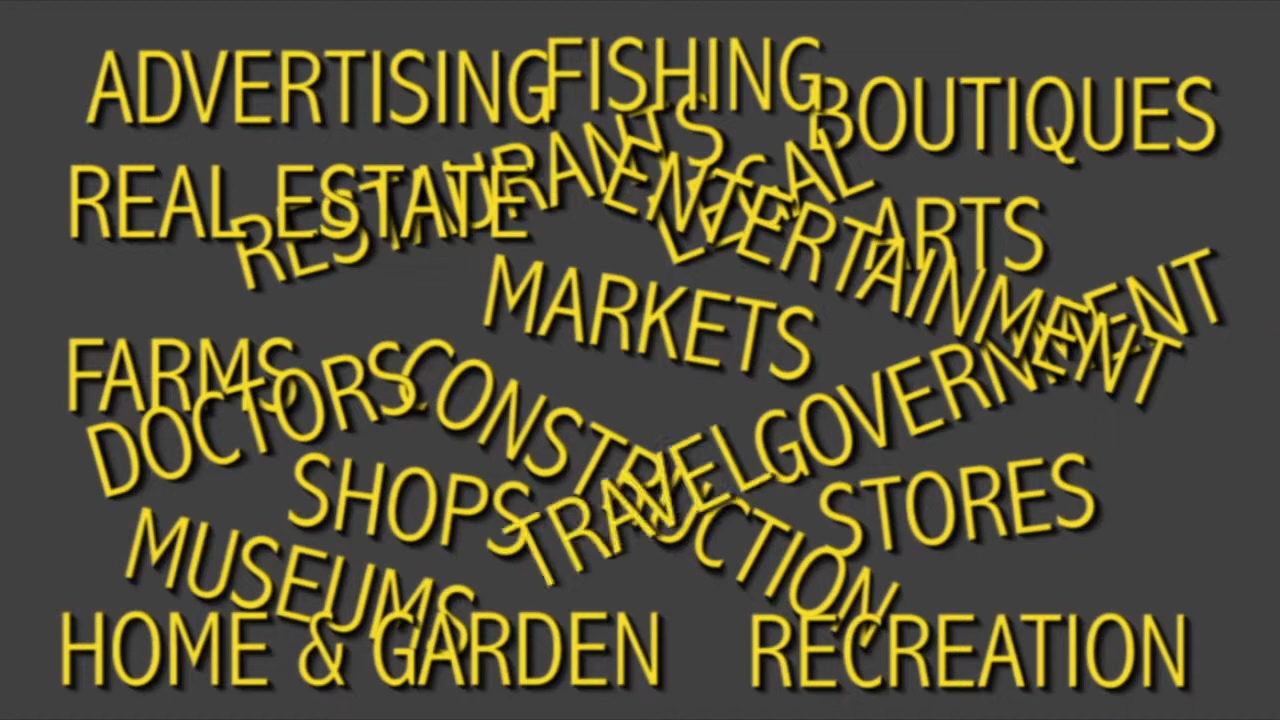 ADVERTISING
FISHING
BOUTIQUES
REAL ESTATE
RESTAURANTS
LEGAL
ENTERTAINMENT
ARTS
MARKETS
GOVERNMENT
FARMS
DOCTORS
CONSTRUCTION
TRAVEL
SHOPS
STORES
MUSEUMS
HOME & GARDEN
RECREATION